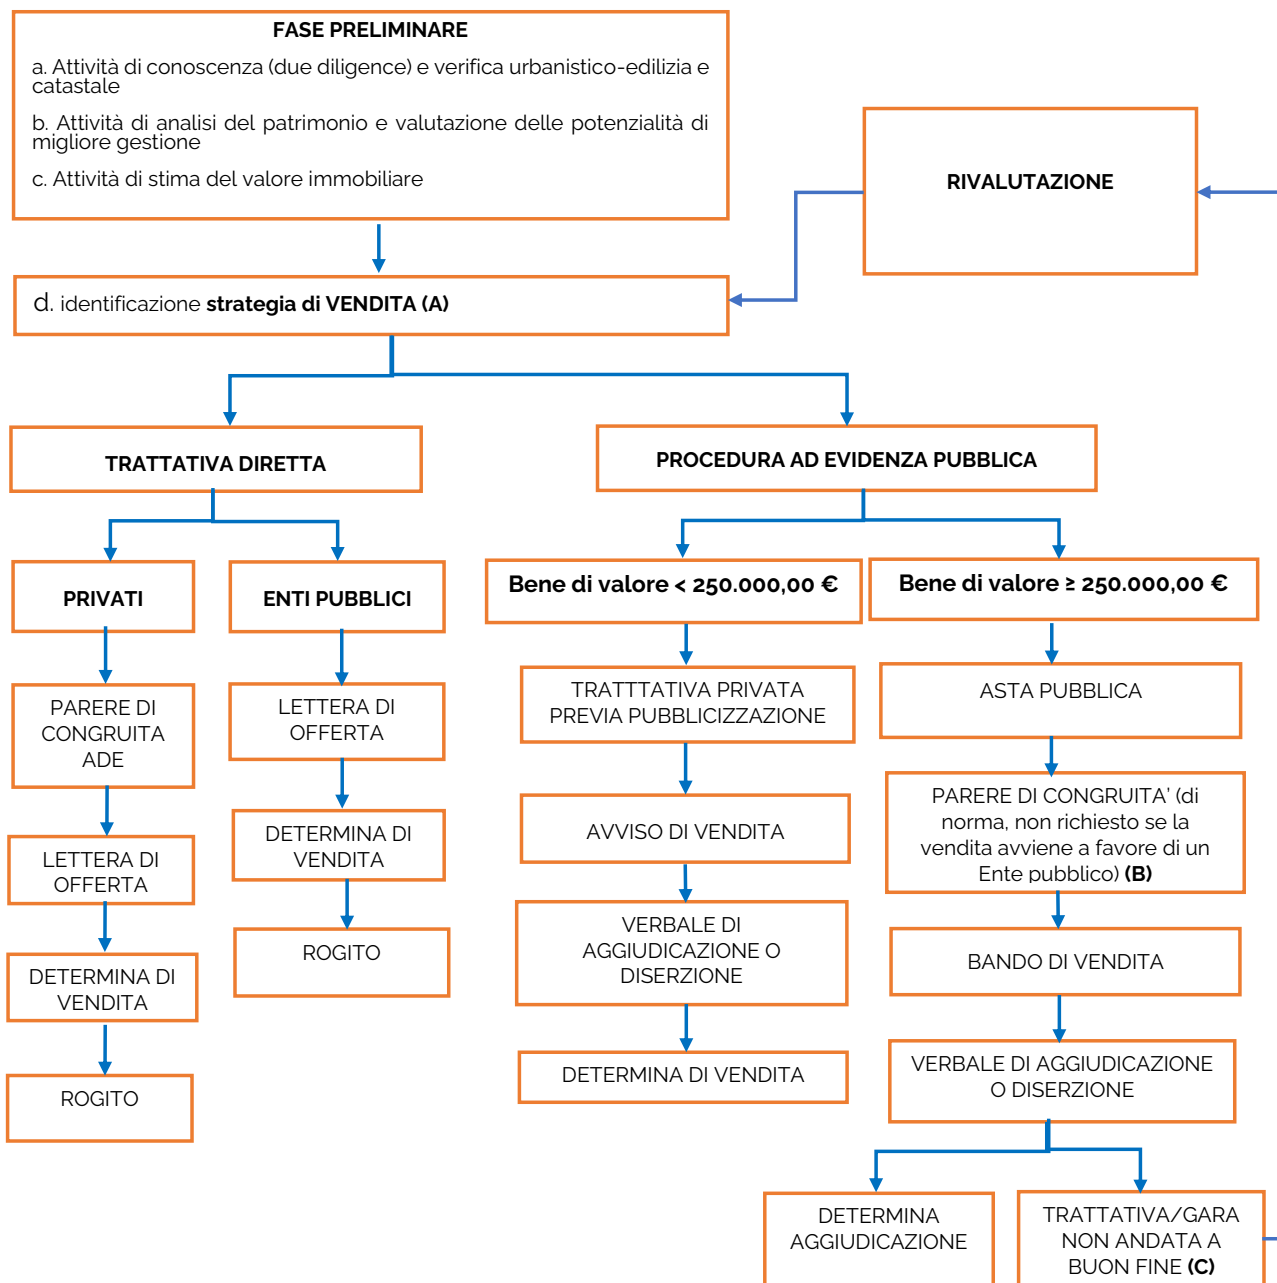 FASE PRELIMINARE
a. Attività di conoscenza (due diligence) e verifica urbanistico-edilizia e
catastale
b. Attività di analisi del patrimonio e valutazione delle potenzialità di
migliore gestione
c. Attività di stima del valore immobiliare
RIVALUTAZIONE
d. identificazione strategia di VENDITA (A)
TRATTATIVA DIRETTA
PROCEDURA AD EVIDENZA PUBBLICA
PRIVATI
ENTI PUBBLICI
Bene di valore < 250.000,00 €
Bene di valore ≥ 250.000,00 €
PARERE DI
CONGRUITA
ADE
LETTERA DI
OFFERTA
DETERMINA DI
VENDITA
ROGITO
LETTERA DI
OFFERTA
DETERMINA DI
VENDITA
ROGITO
TRATTTATIVA PRIVATA
PREVIA PUBBLICIZZAZIONE
AVVISO DI VENDITA
VERBALE DI
AGGIUDICAZIONE O
DISERZIONE
DETERMINA DI VENDITA
ASTA PUBBLICA
PARERE DI CONGRUITA' (di
norma, non richiesto se la
vendita avviene a favore di un
Ente pubblico) (B)
BANDO DI VENDITA
VERBALE DI AGGIUDICAZIONE
O DISERZIONE
DETERMINA
AGGIUDICAZIONE
TRATTATIVA/GARA
NON ANDATA A
BUON FINE (C)